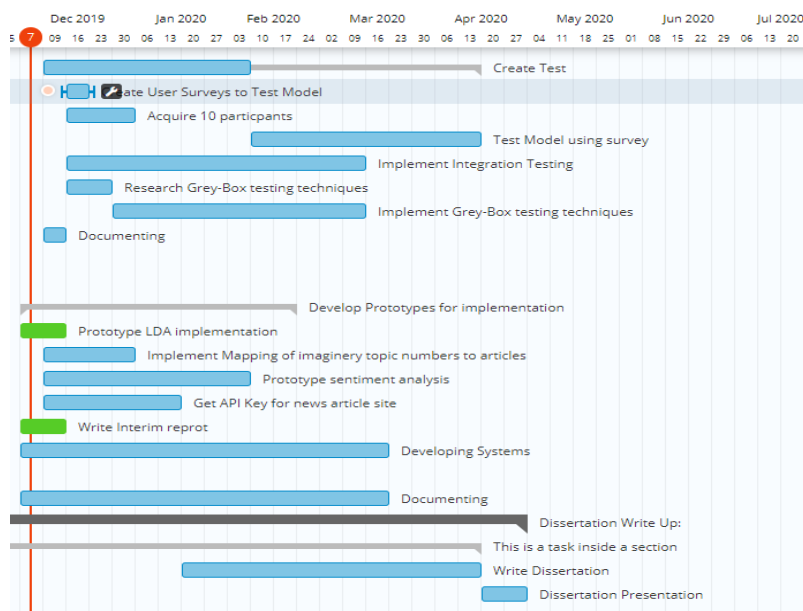 Dec 2019 Jan 2020 Feb 2020 Mar 2020 Apr 2020 May 2020 Jun 2020 Jul 2020
7 09 16 23 30 06 13 20 27 03 10 17 24 02 09 16 23 30 06 13 20 27 04 11 18 25 01 08 15 22 29 06 13 20
Create Test
eate User Surveys to Test Model
Acquire 10 particpants
Test Model using survey
Implement Integration Testing
Research Grey-Box testing techniques
Implement Grey-Box testing techniques
Documenting
Develop Prototypes for implementation
Prototype LDA implementation
Implement Mapping of imaginery topic numbers to articles
Prototype sentiment analysis
Get API Key for news article site
Write Interim reprot
Developing Systems
Documenting
Dissertation Write Up:
This is a task inside a section
Write Dissertation
Dissertation Presentation